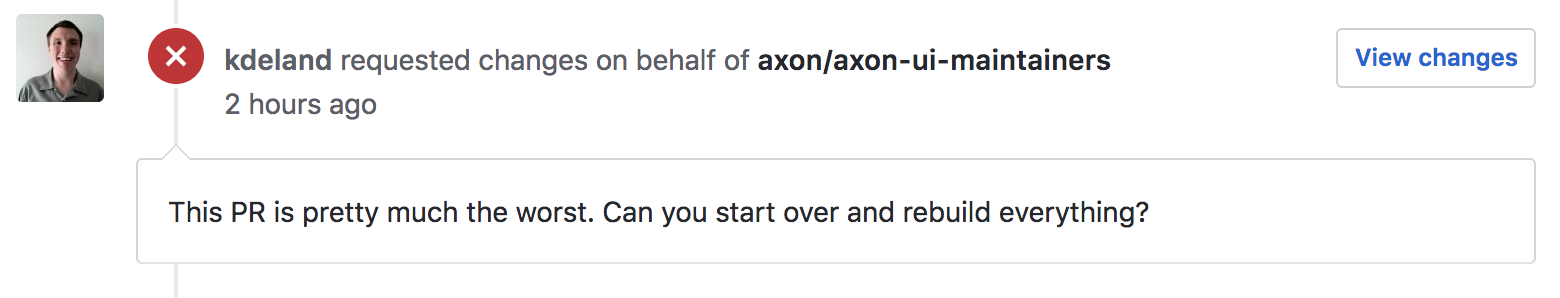 kdeland requested changes on behalf of axon/axon-ui-maintainers
View changes
2 hours ago
This PR is pretty much the worst. Can you start over and rebuild everything?